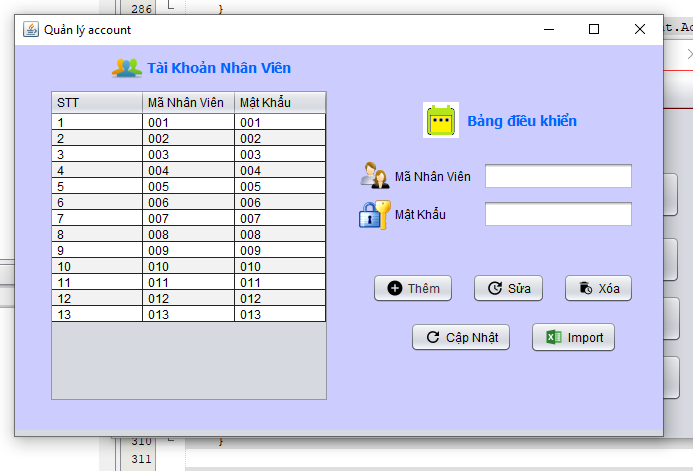 286
}
Quản lý account
t.Ac
Tài Khoản Nhân Viên
STT Mã Nhân Viên Mật Khẩu
1 001 001
2 002 002
3 003 003
4 004 004
5 005 005
6 006 006
7 007 007
8 008 008
9 009 009
10 010 010
11 011 011
12 012 012
13 013 013
Bảng điều khiển
Mã Nhân Viên
Mật Khẩu
Thêm Sửa Xóa
Cập Nhật Import
310 }
311